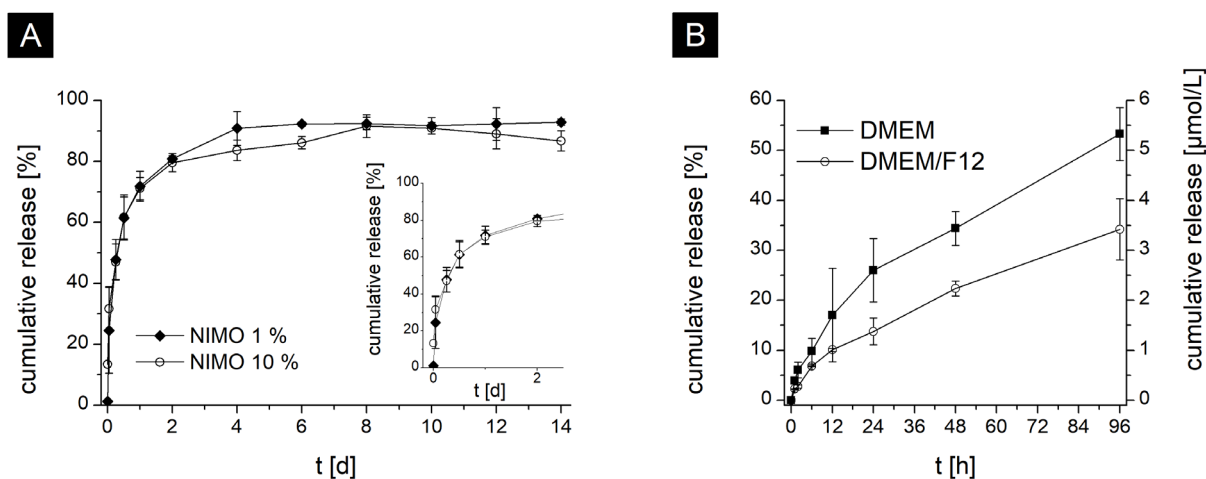 A
100
80
60
40
20
0
cumulative release [%]
0 2 4 6 8 10 12 14
t [d]
NIMO 1 %
NIMO 10 %
100
80
60
40
80
0
cumulative release [%]
0 2
t [d]
B
60
50
40
30
20
10
0
cumulative release [%]
DMEM
DMEM/F12
6
5
4
3
2
1
0
cumulative release [µmol/L]
0 12 24 36 48 60 72 84 96
t [h]